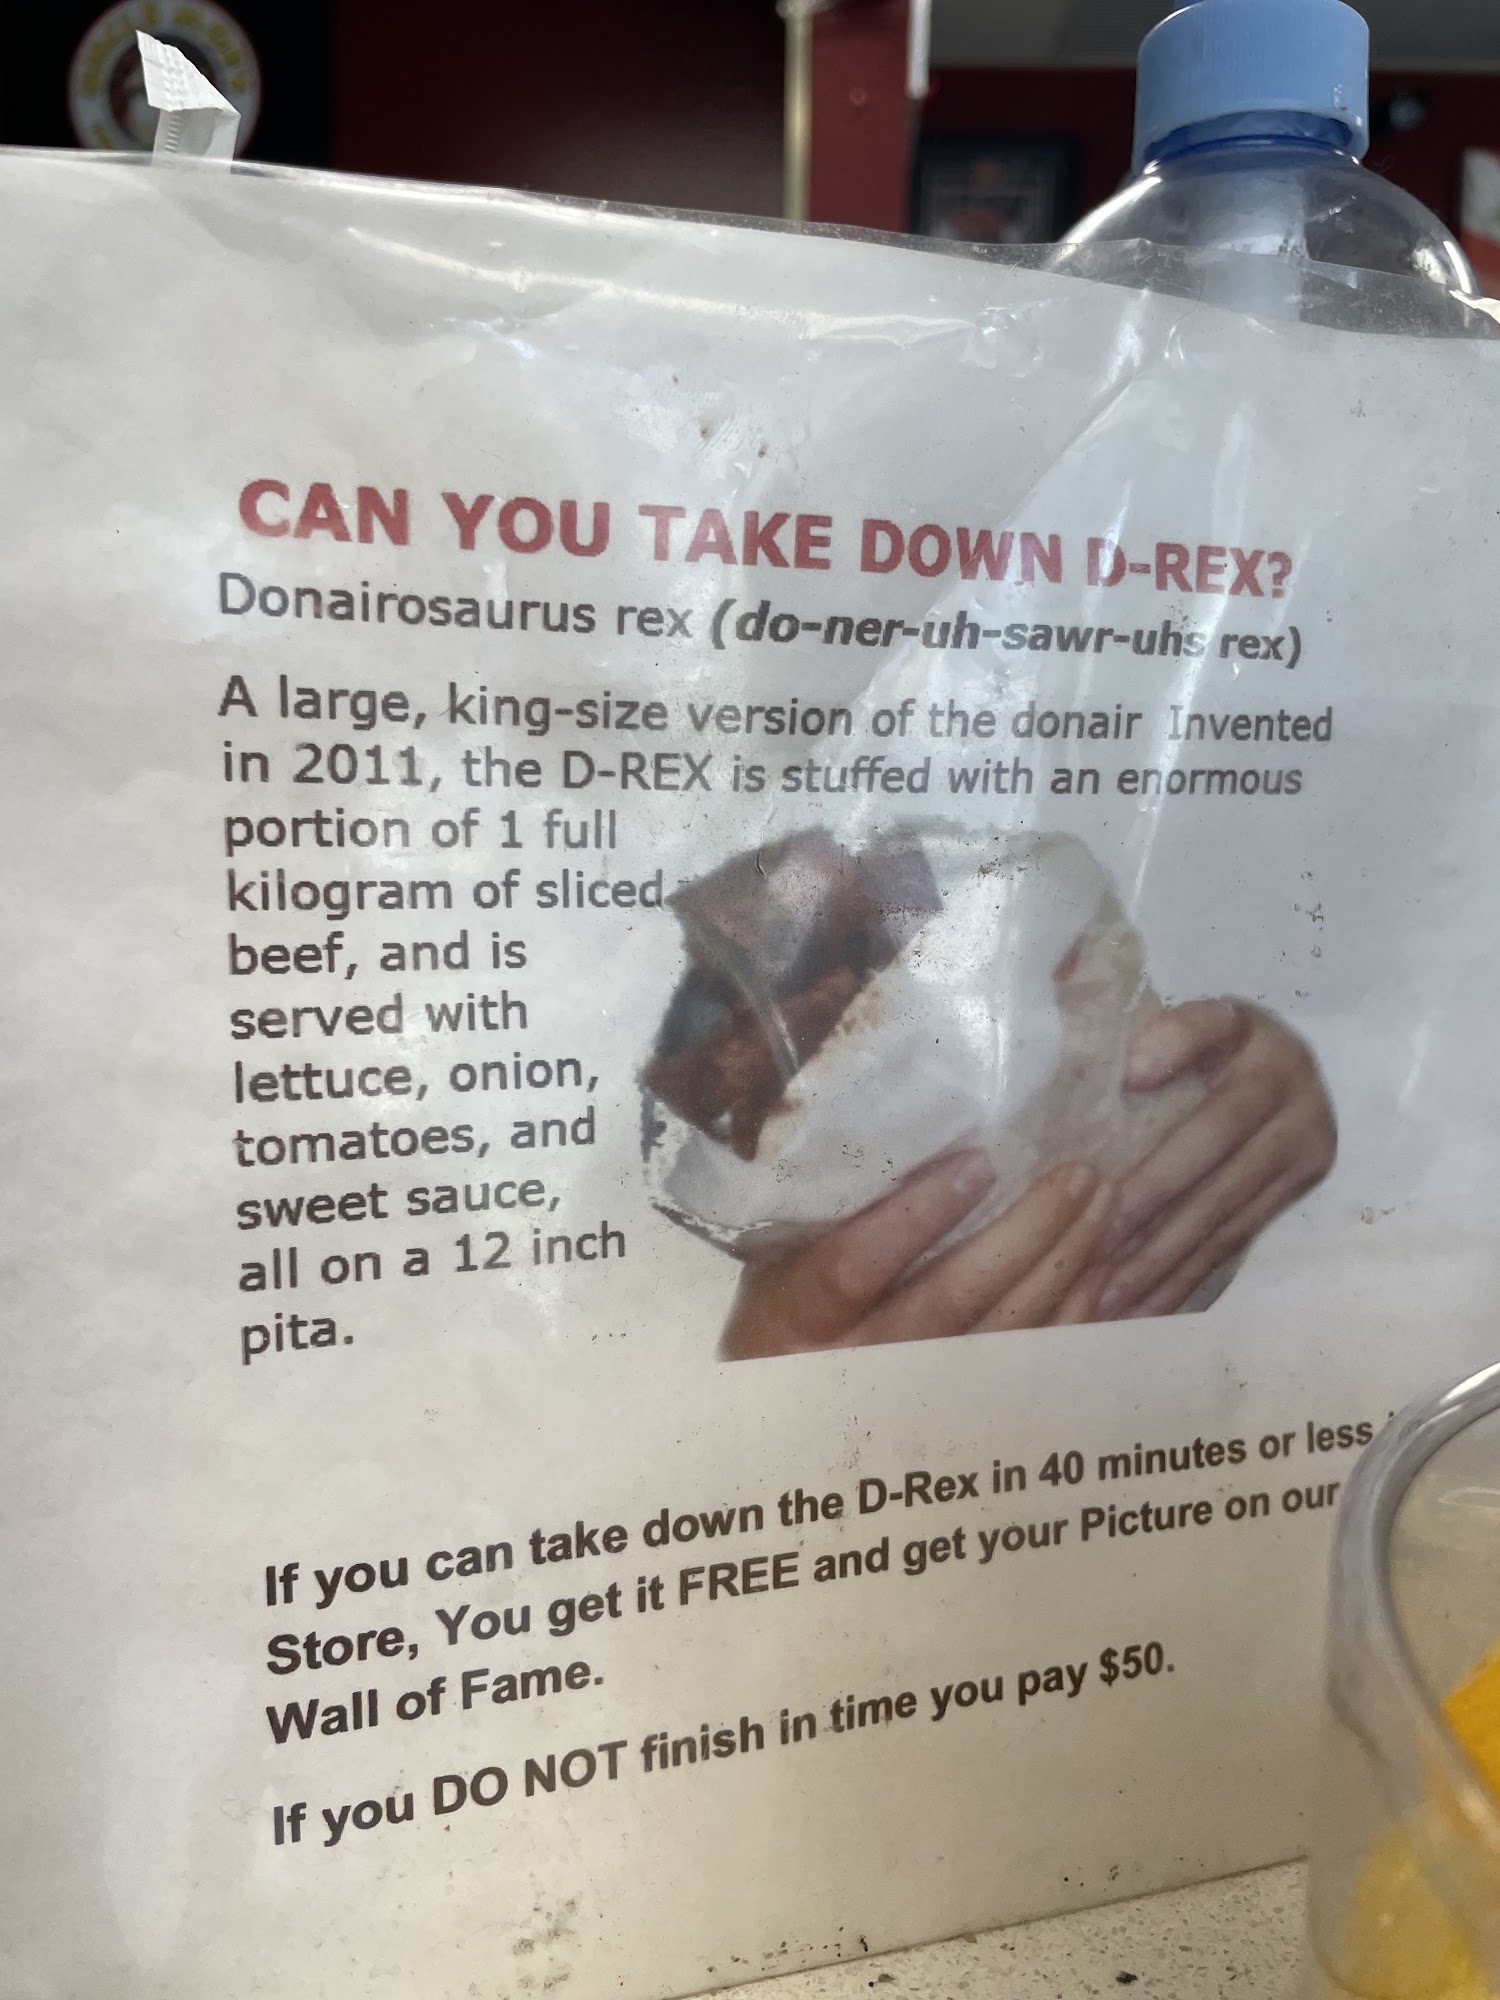 CAN YOU TAKE DOWN D-REX?
Donairosaurus rex (do-ner-uh-sawr-uhs rex)
A large, king-size version of the donair Invented
in 2011, the D-REX is stuffed with an enormous
portion of 1 full
kilogram of sliced
beef, and is
served with
lettuce, onion,
tomatoes, and
sweet sauce,
all on a 12 inch
pita.
If you can take down the D-Rex in 40 minutes or less
Store, You get it FREE and get your Picture on our
Wall of Fame.
If you DO NOT finish in time you pay $50.